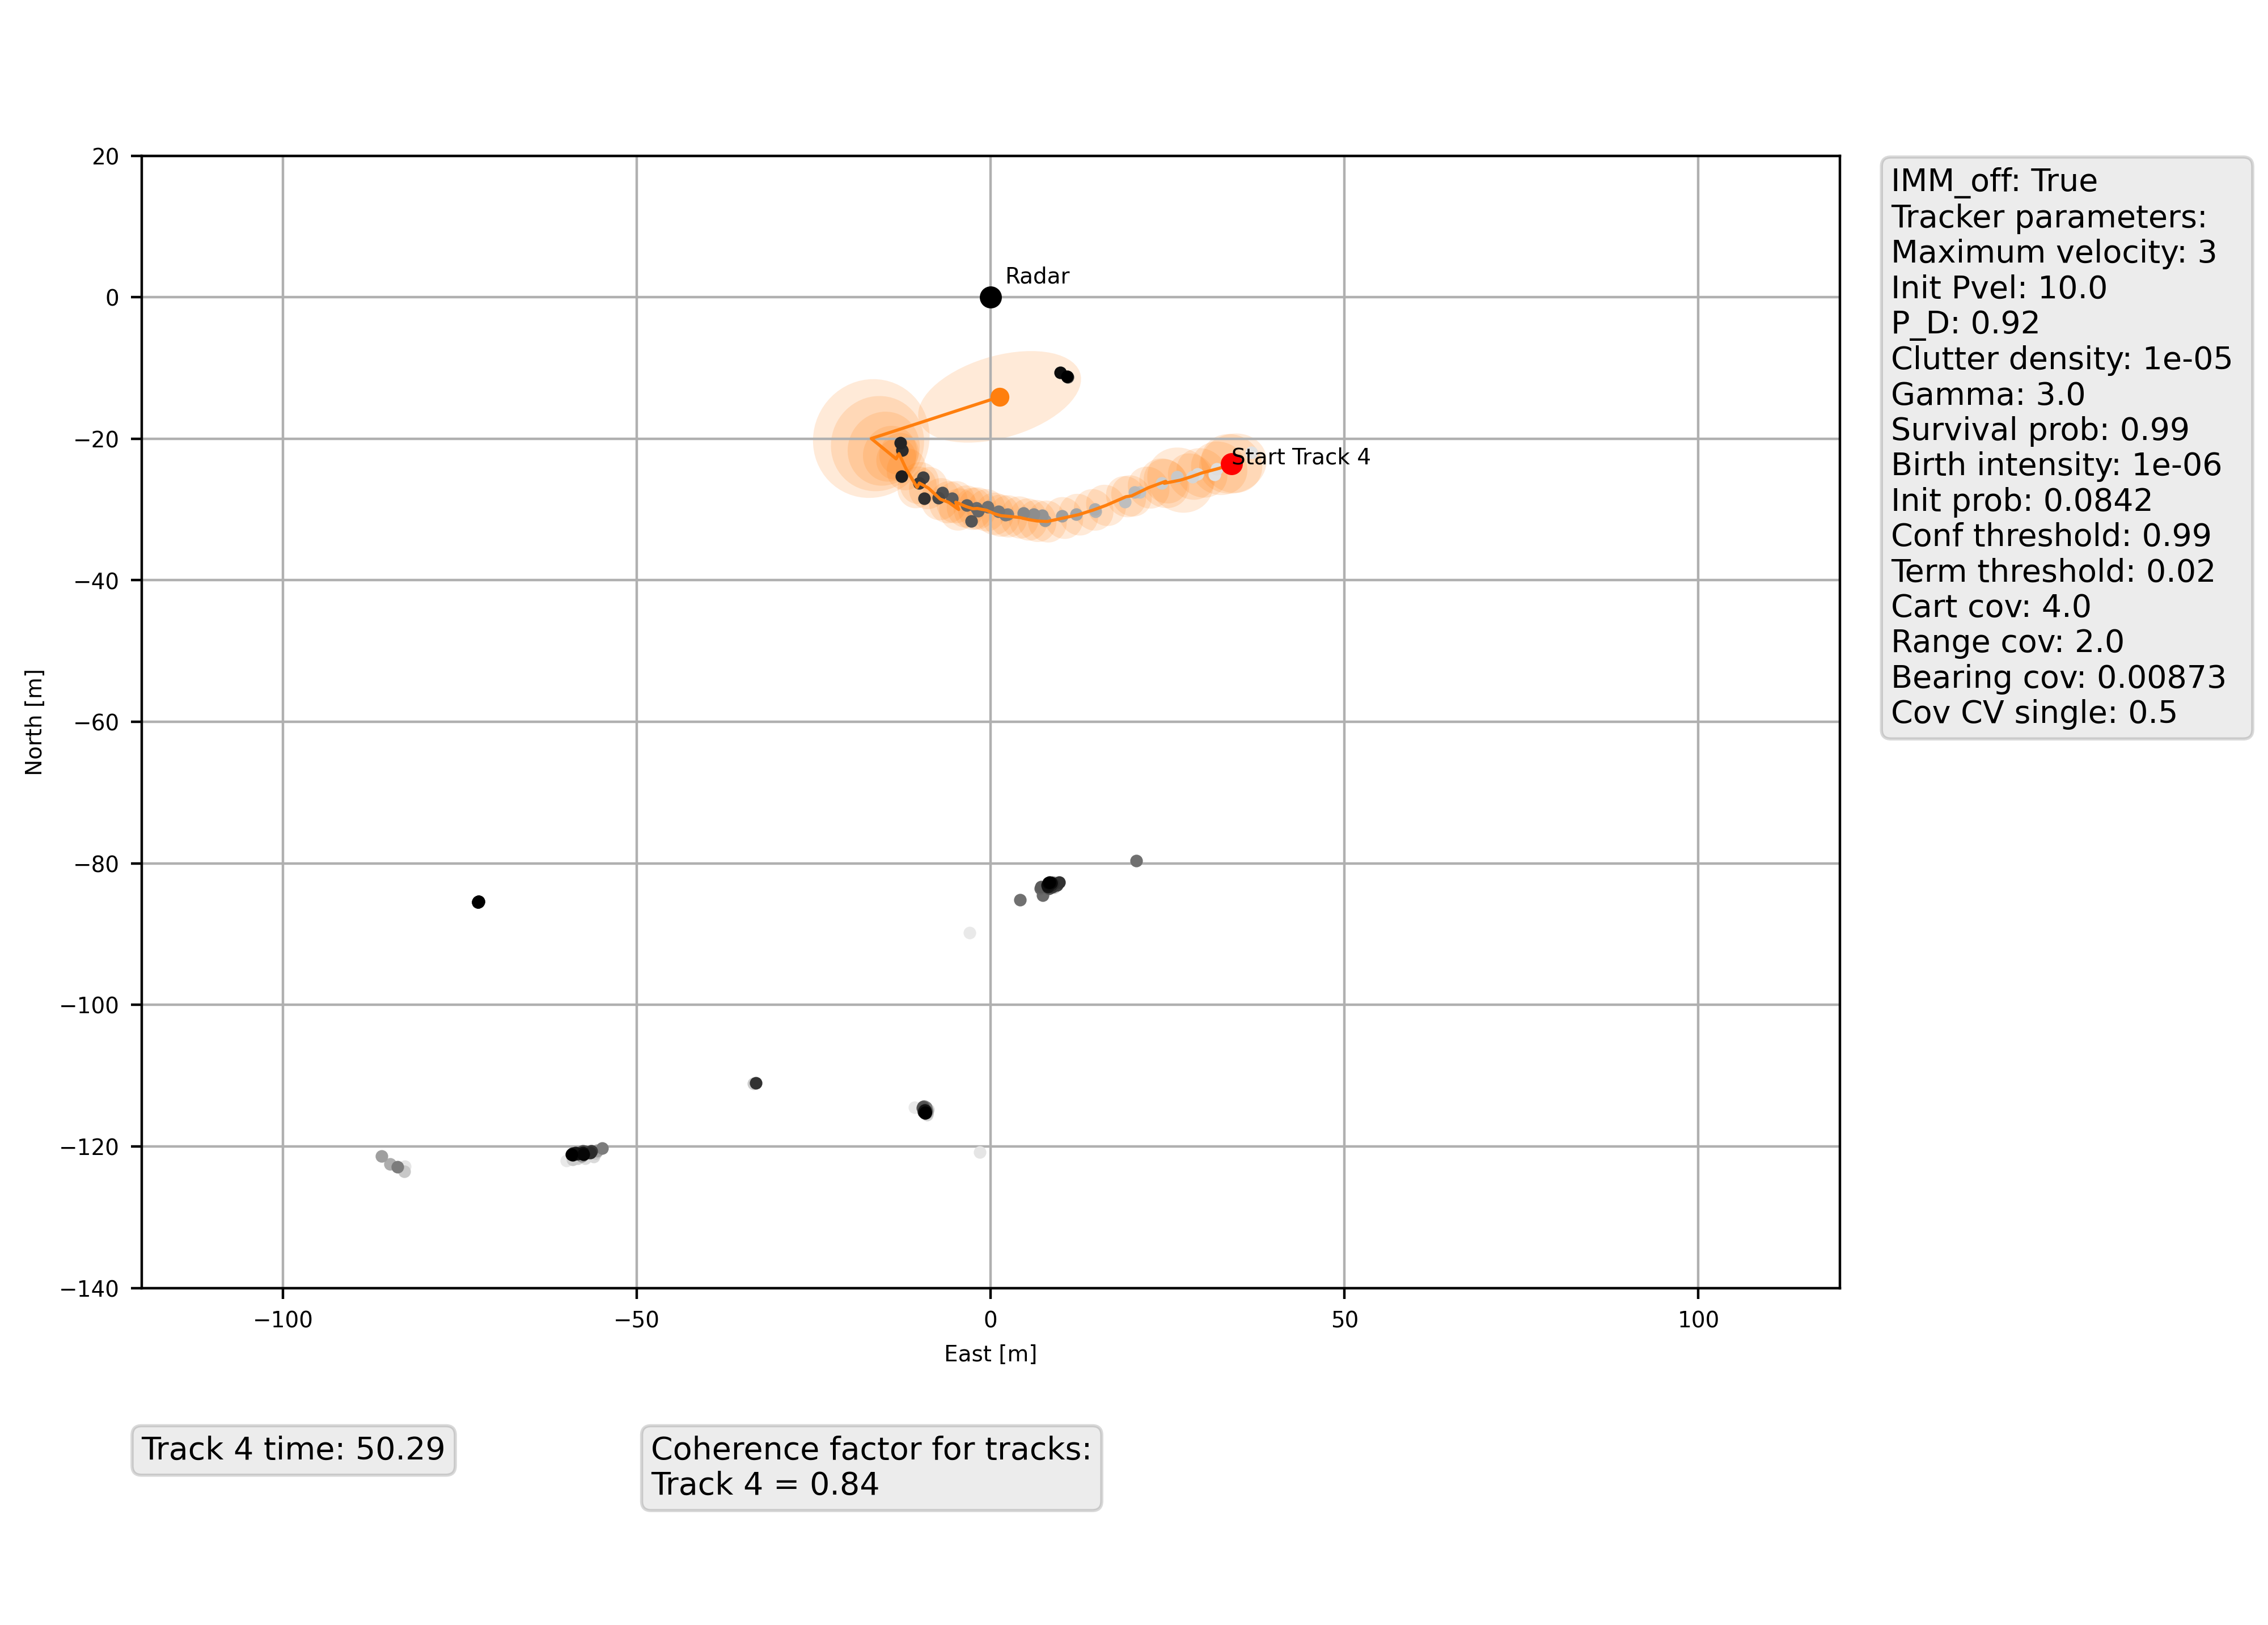 20
0
−20
−40
−60
−80
−100
−120
−140
−100
−50
0
50
100
North [m]
East [m]
Radar
Start Track 4
IMM_off: True
Tracker parameters:
Maximum velocity: 3
Init Pvel: 10.0
P_D: 0.92
Clutter density: 1e-05
Gamma: 3.0
Survival prob: 0.99
Birth intensity: 1e-06
Init prob: 0.0842
Conf threshold: 0.99
Term threshold: 0.02
Cart cov: 4.0
Range cov: 2.0
Bearing cov: 0.00873
Cov CV single: 0.5
Track 4 time: 50.29
Coherence factor for tracks:
Track 4 = 0.84